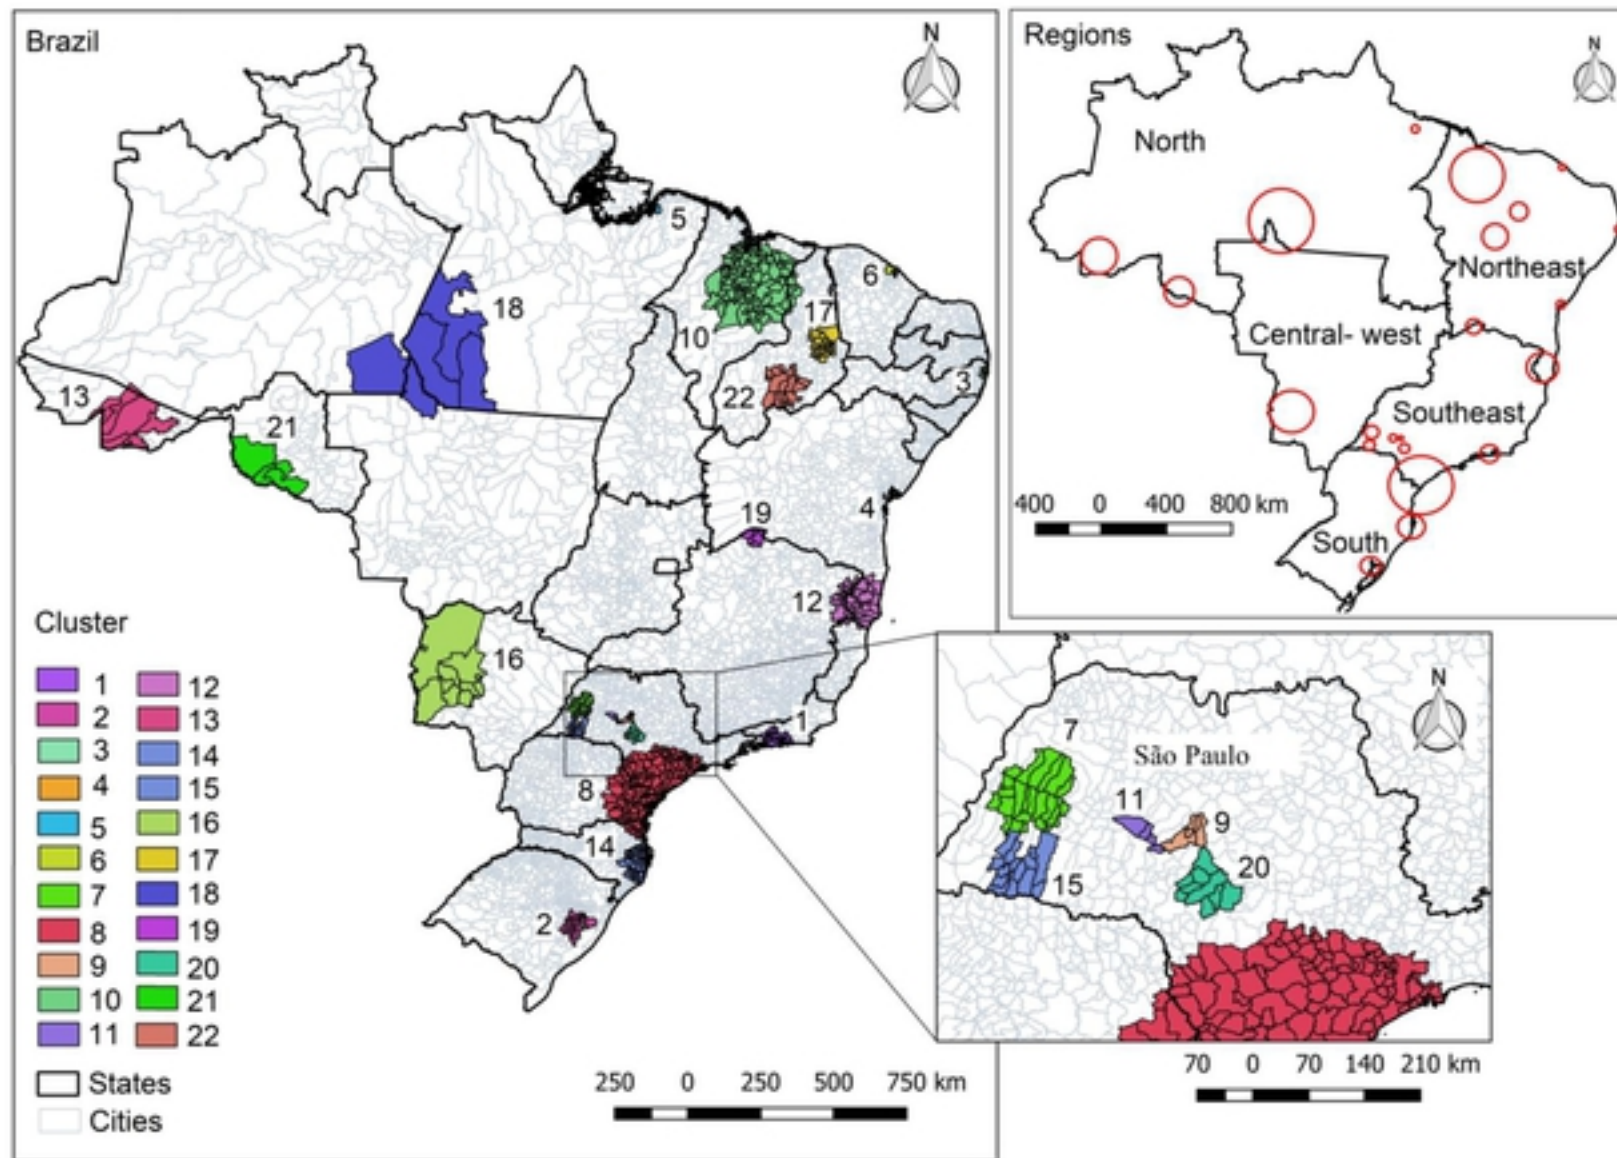 Brazil
N
5
6
18
17
10
3
13
22
21
4
19
12
16
1
8
14
2
Cluster
1 12
2 13
3 14
4 15
5 16
6 17
7 18
8 19
9 20
10 21
11 22
States
Cities
250 0 250 500 750 km
Regions
N
North
Northeast
Central- west
Southeast
South
400 0 400 800 km
N
7
São Paulo
11
9
15
20
70 0 70 140 210 km